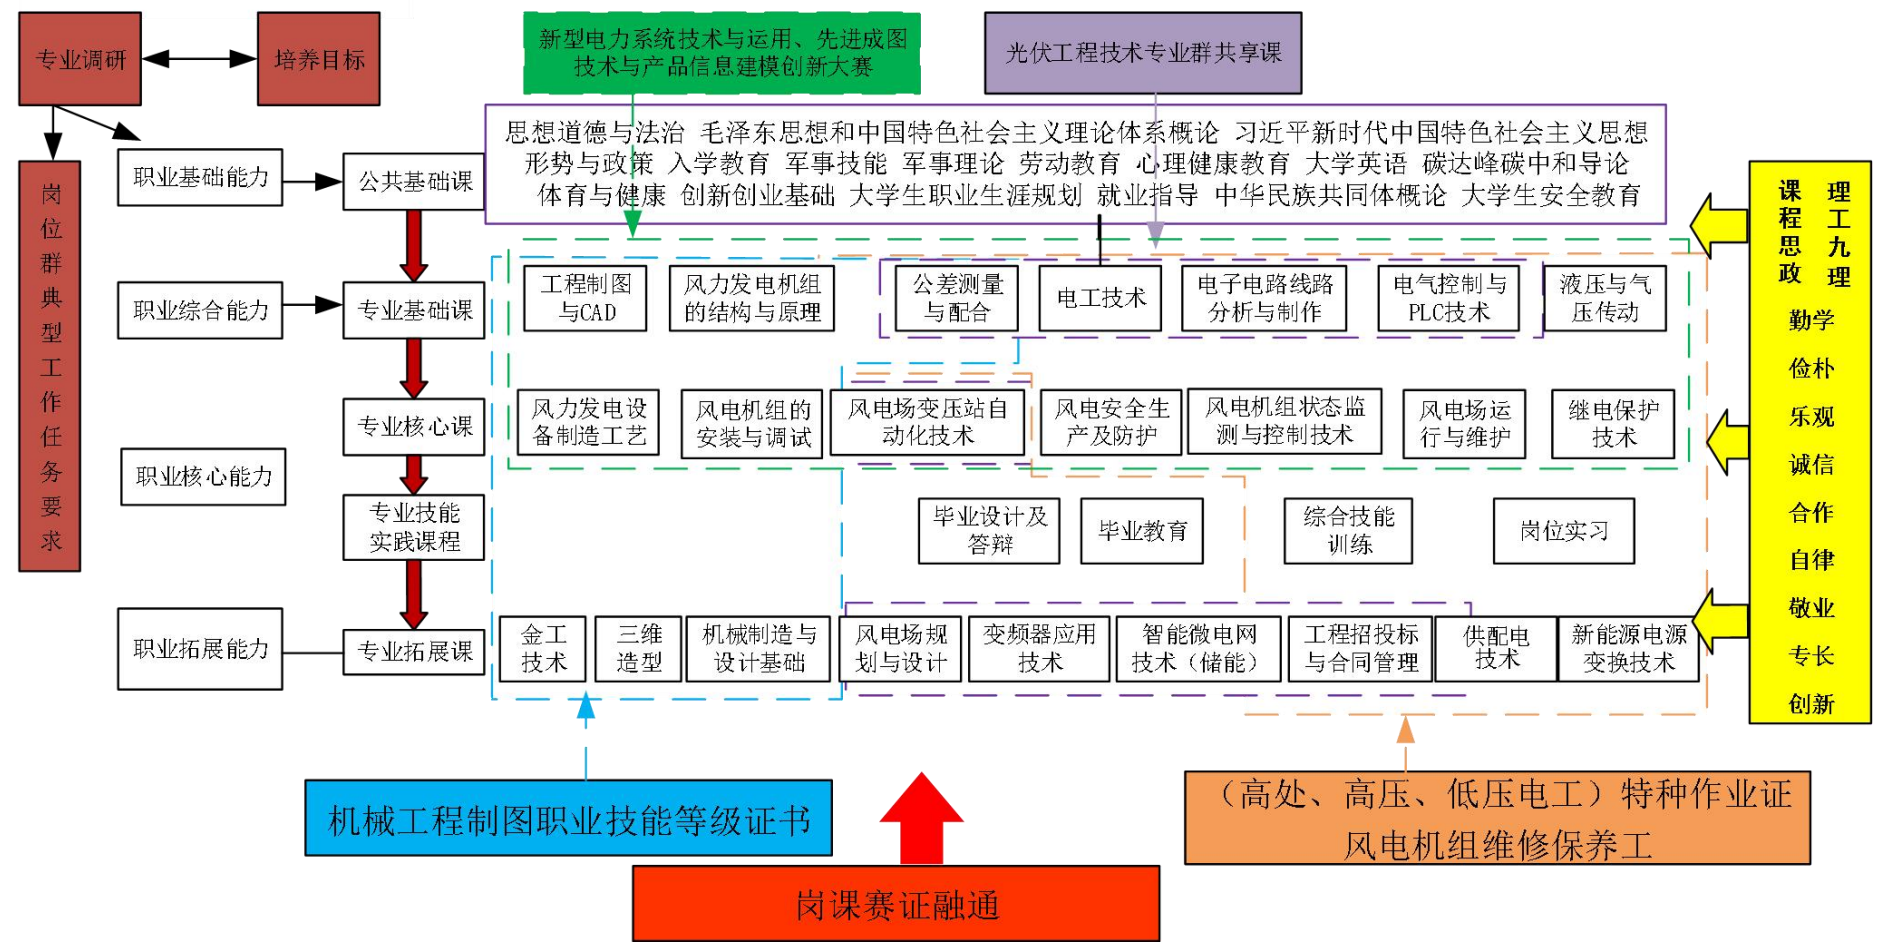 专业调研
培养目标
新型电力系统技术与运用、先进成图
技术与产品信息建模创新大赛
光伏工程技术专业群共享课
岗位群典型工作任务要求
职业基础能力
公共基础课
思想道德与法治 毛泽东思想和中国特色社会主义理论体系概论 习近平新时代中国特色社会主义思想
形势与政策 入学教育 军事技能 军事理论 劳动教育 心理健康教育 大学英语 碳达峰碳中和导论
体育与健康 创新创业基础 大学生职业生涯规划 就业指导 中华民族共同体概论 大学生安全教育
职业综合能力
专业基础课
工程制图
与CAD
风力发电机组
的结构与原理
公差测量
与配合
电工技术
电子电路线路
分析与制作
电气控制与
PLC技术
液压与气
压传动
专业核心课
风力发电设
备制造工艺
风电机组的
安装与调试
风电场变压站自
动化技术
风电安全生
产及防护
风电机组状态监
测与控制技术
风电场运
行与维护
继电保护
技术
职业核心能力
专业技能
实践课程
毕业设计及
答辩
毕业教育
综合技能
训练
岗位实习
职业拓展能力
专业拓展课
金工
技术
三维
造型
机械制造与
设计基础
风电场规
划与设计
变频器应用
技术
智能微电网
技术（储能）
工程招投标
与合同管理
供配电
技术
新能源电源
变换技术
课程思政
理工九理
勤学
俭朴
乐观
诚信
合作
自律
敬业
专长
创新
机械工程制图职业技能等级证书
（高处、高压、低压电工）特种作业证
风电机组维修保养工
岗课赛证融通